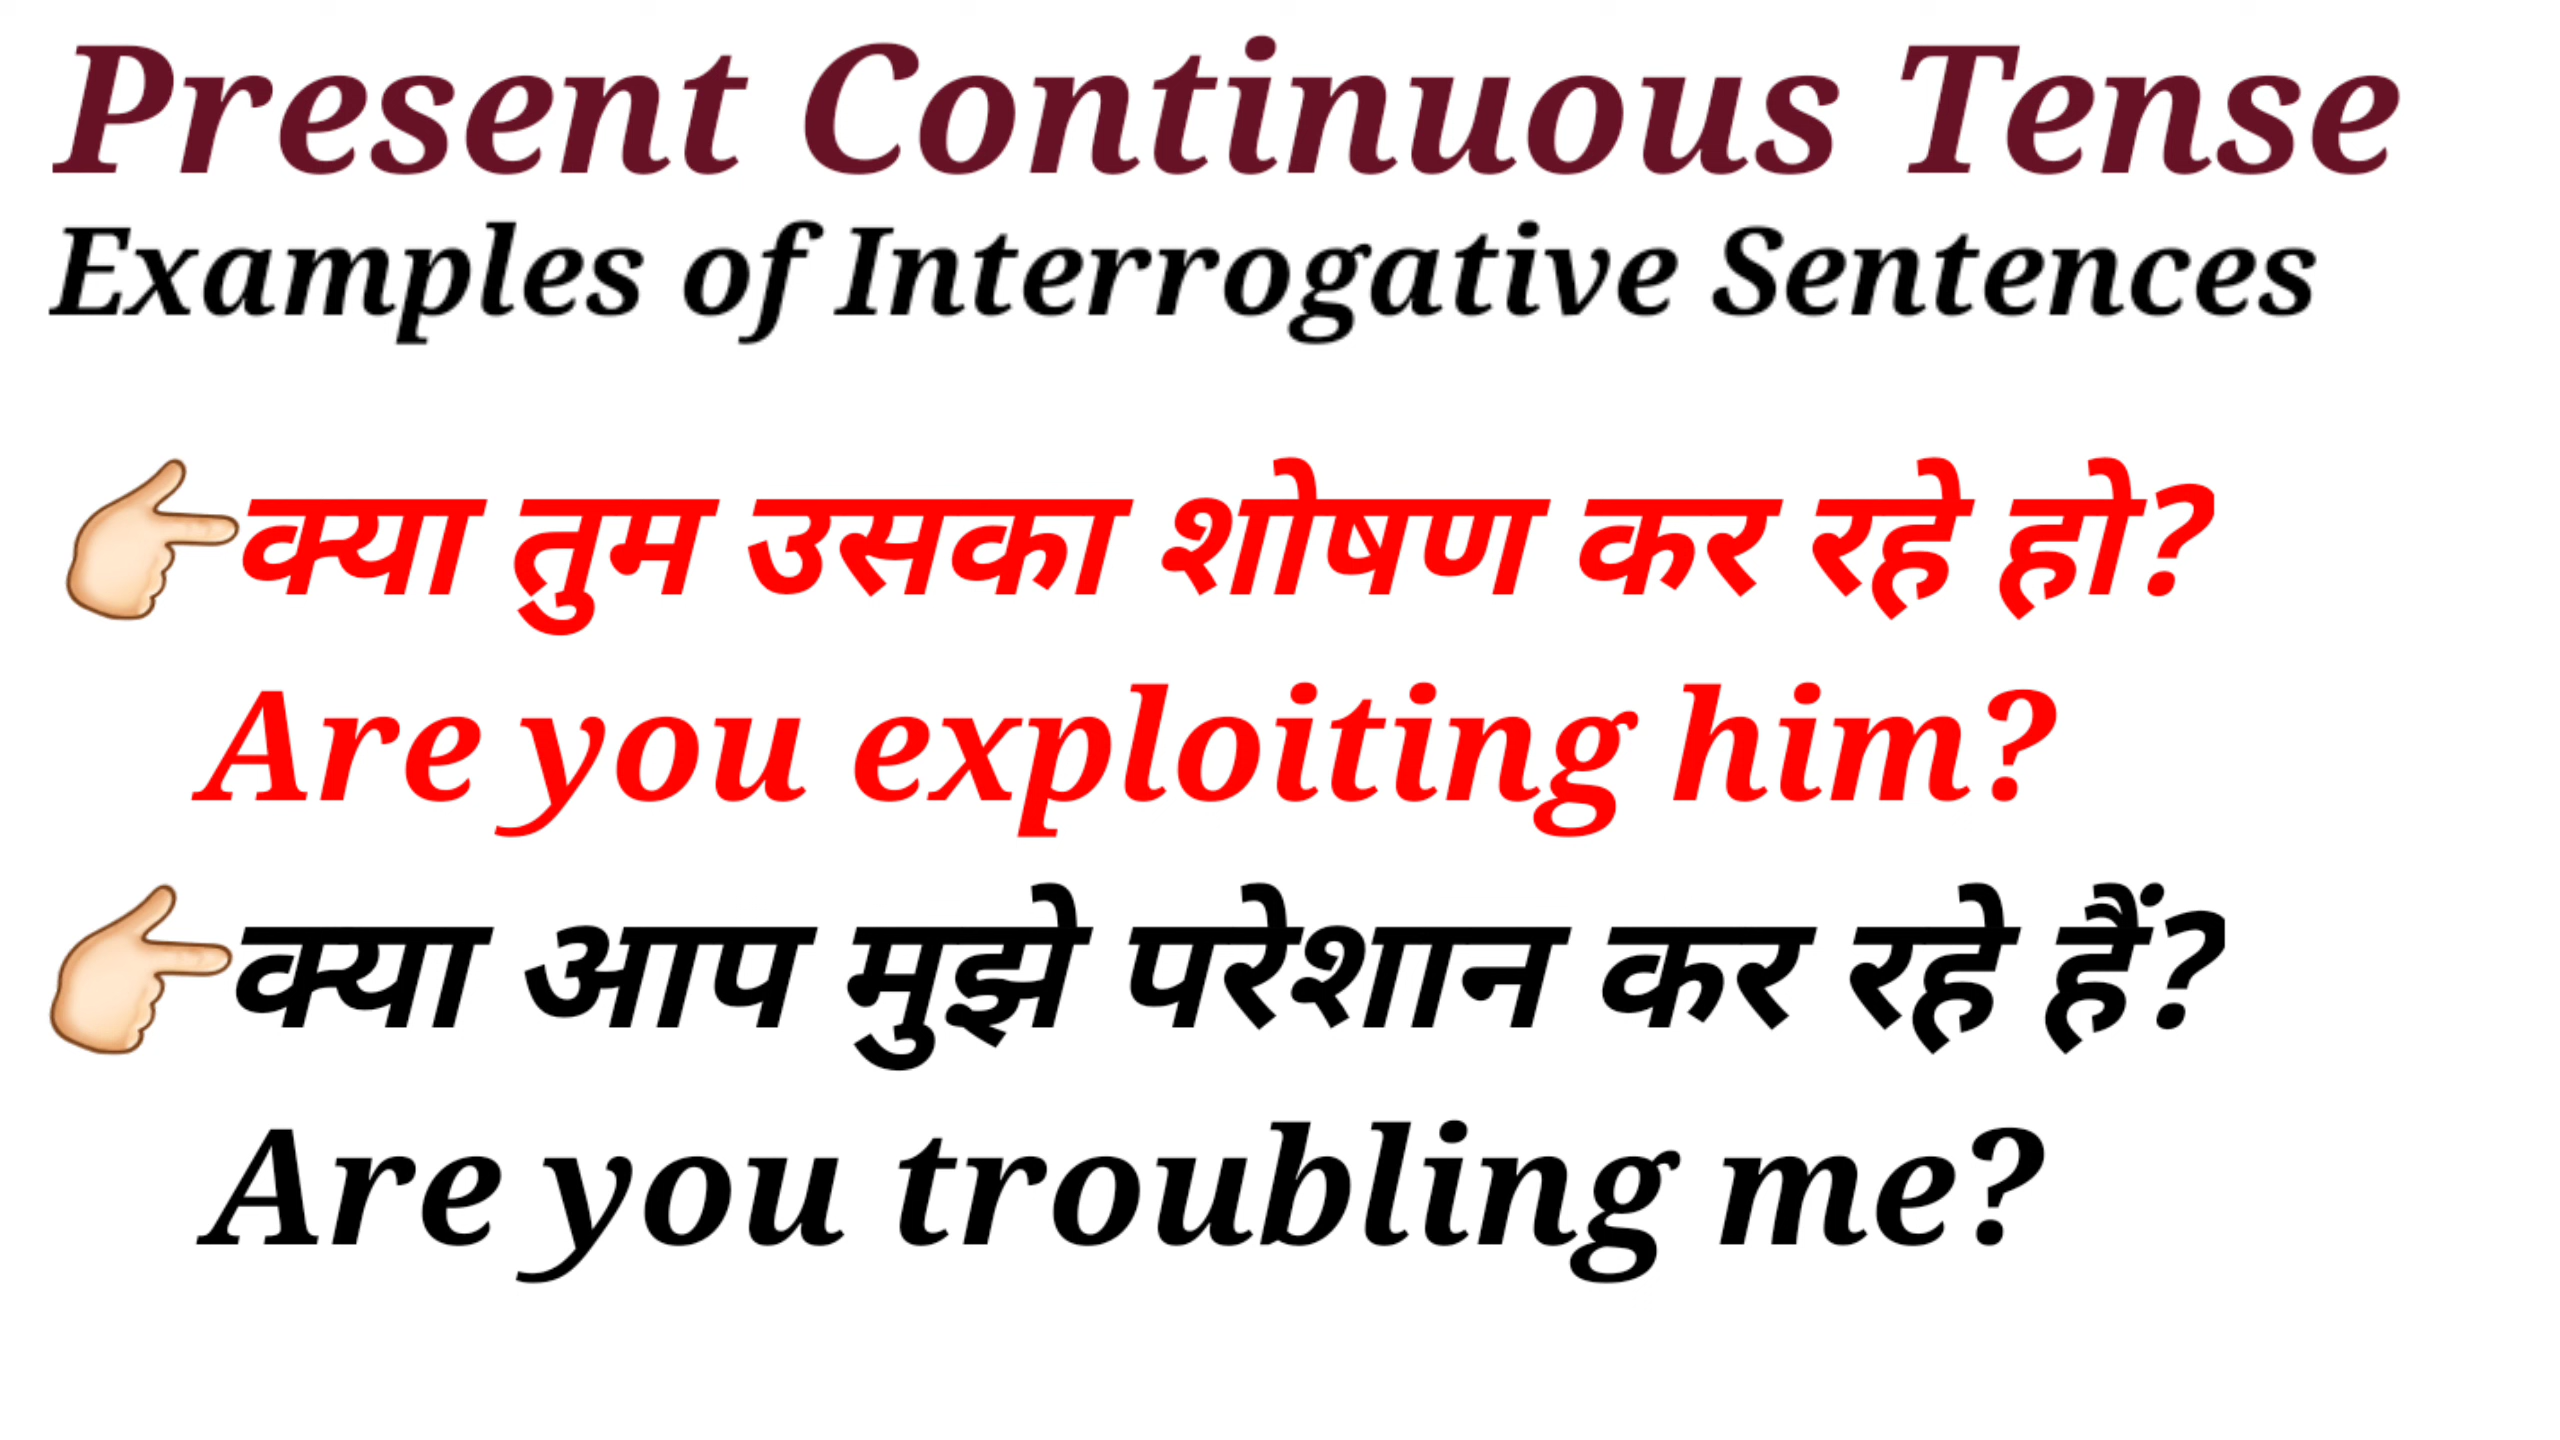 Present Continuous Tense
Examples of Interrogative Sentences
👉🏻क्या तुम उसका शोषण कर रहे हो?
Are you exploiting him?
👉🏻क्या आप मुझे परेशान कर रहे हैं?
Are you troubling me?